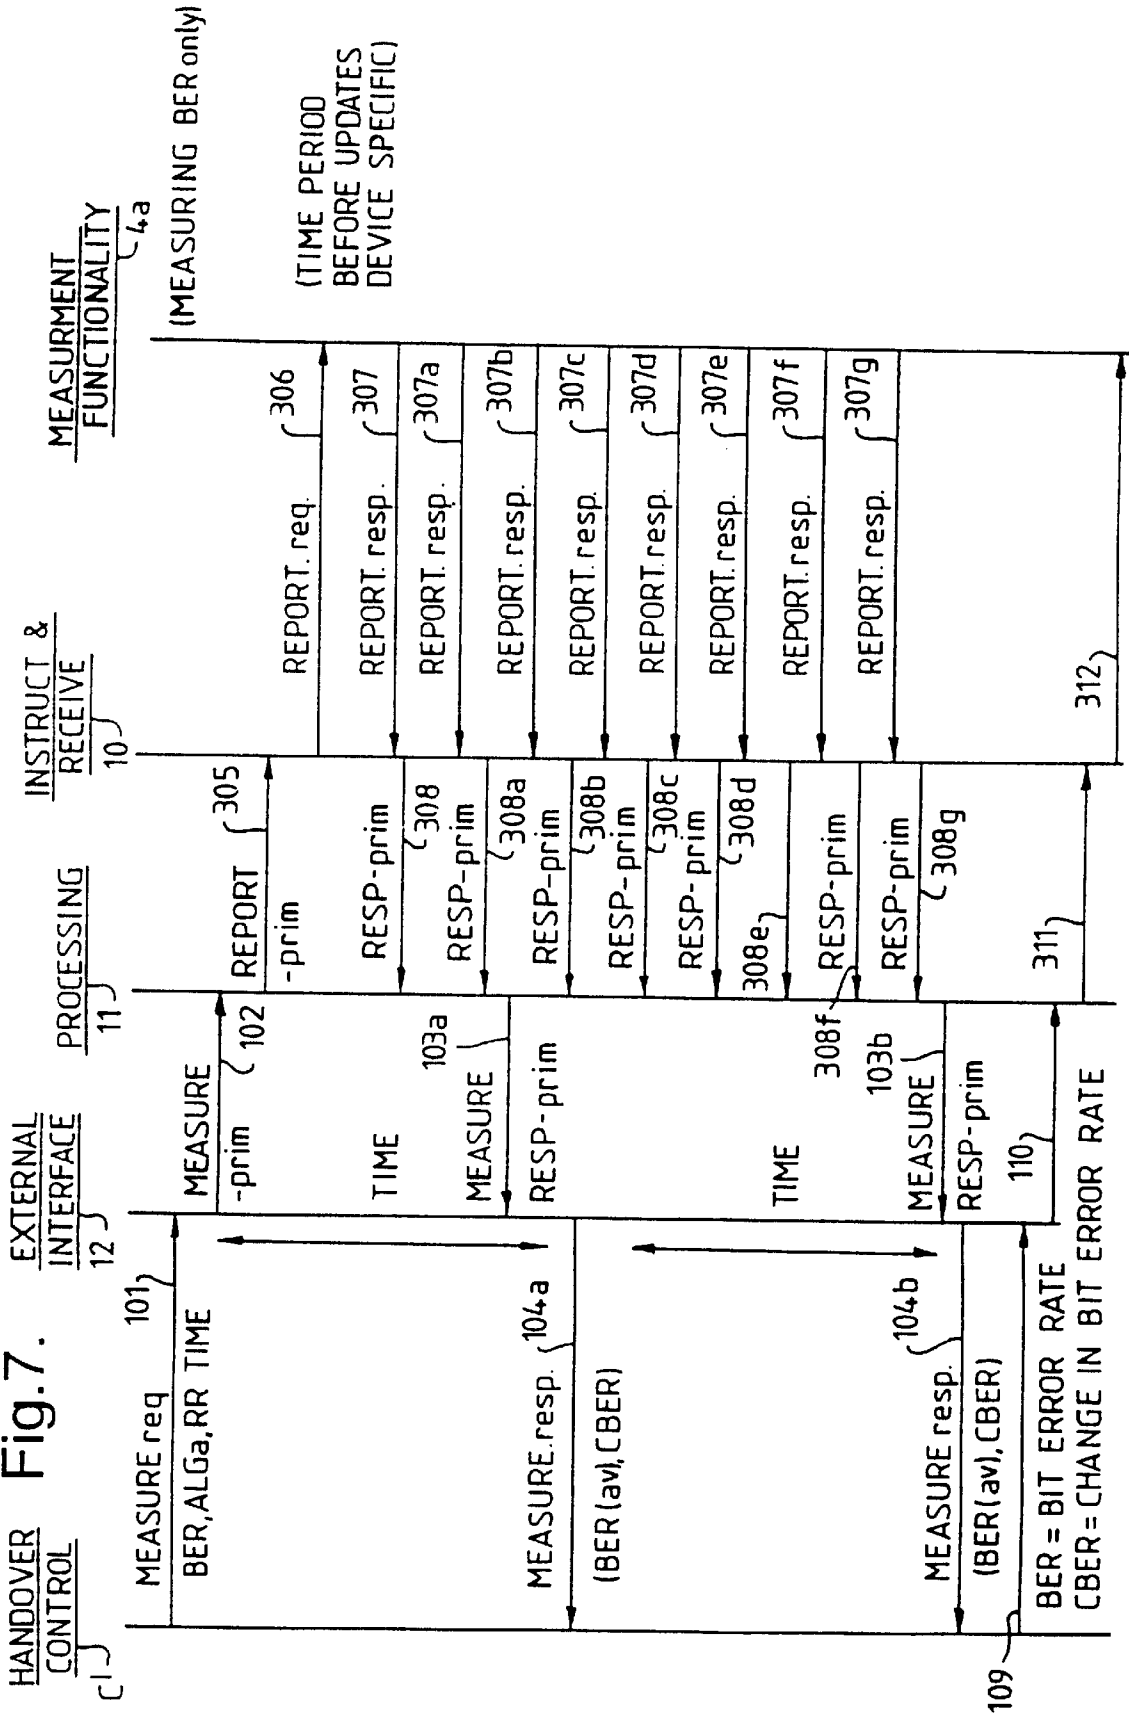 Fig.7.
HANDOVER
CONTROL
C1
EXTERNAL
INTERFACE
12
PROCESSING
11
INSTRUCT &
RECEIVE
10
MEASURMENT
FUNCTIONALITY
4a
(MEASURING BER only)
MEASURE req
101
BER,ALGa,RR TIME
MEASURE
-prim
102
REPORT
-prim
305
REPORT.req.
306
(TIME PERIOD
BEFORE UPDATES
DEVICE SPECIFIC)
TIME
REPORT.resp.
307
RESP-prim
308
REPORT.resp.
307a
RESP-prim
308a
MEASURE
103a
RESP-prim
REPORT.resp.
307b
RESP-prim
308b
MEASURE.resp.
104a
(BER(av),CBER)
REPORT.resp.
307c
RESP-prim
308c
REPORT.resp.
307d
RESP-prim
308d
REPORT.resp.
307e
308e
TIME
REPORT.resp.
307f
RESP-prim
308f
REPORT.resp.
307g
RESP-prim
308g
MEASURE
103b
RESP-prim
MEASURE resp.
104b
(BER(av),CBER)
109
110
311
312
BER = BIT ERROR RATE
CBER = CHANGE IN BIT ERROR RATE